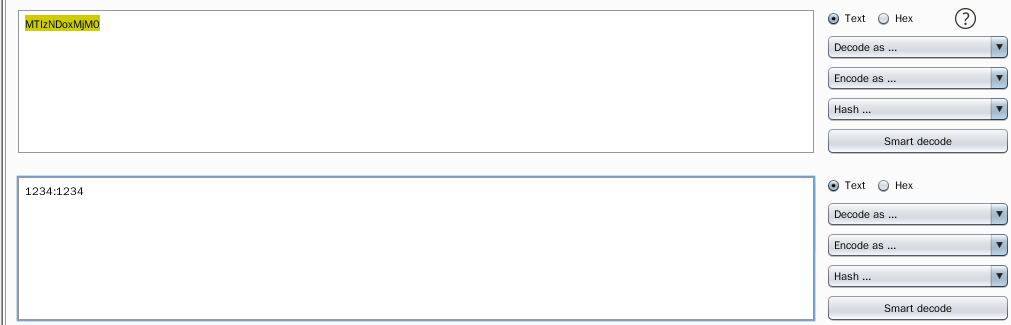 MTIzNDoxMjM0
Text Hex ?
Decode as ...
Encode as ...
Hash ...
Smart decode
1234:1234
Text Hex
Decode as ...
Encode as ...
Hash ...
Smart decode